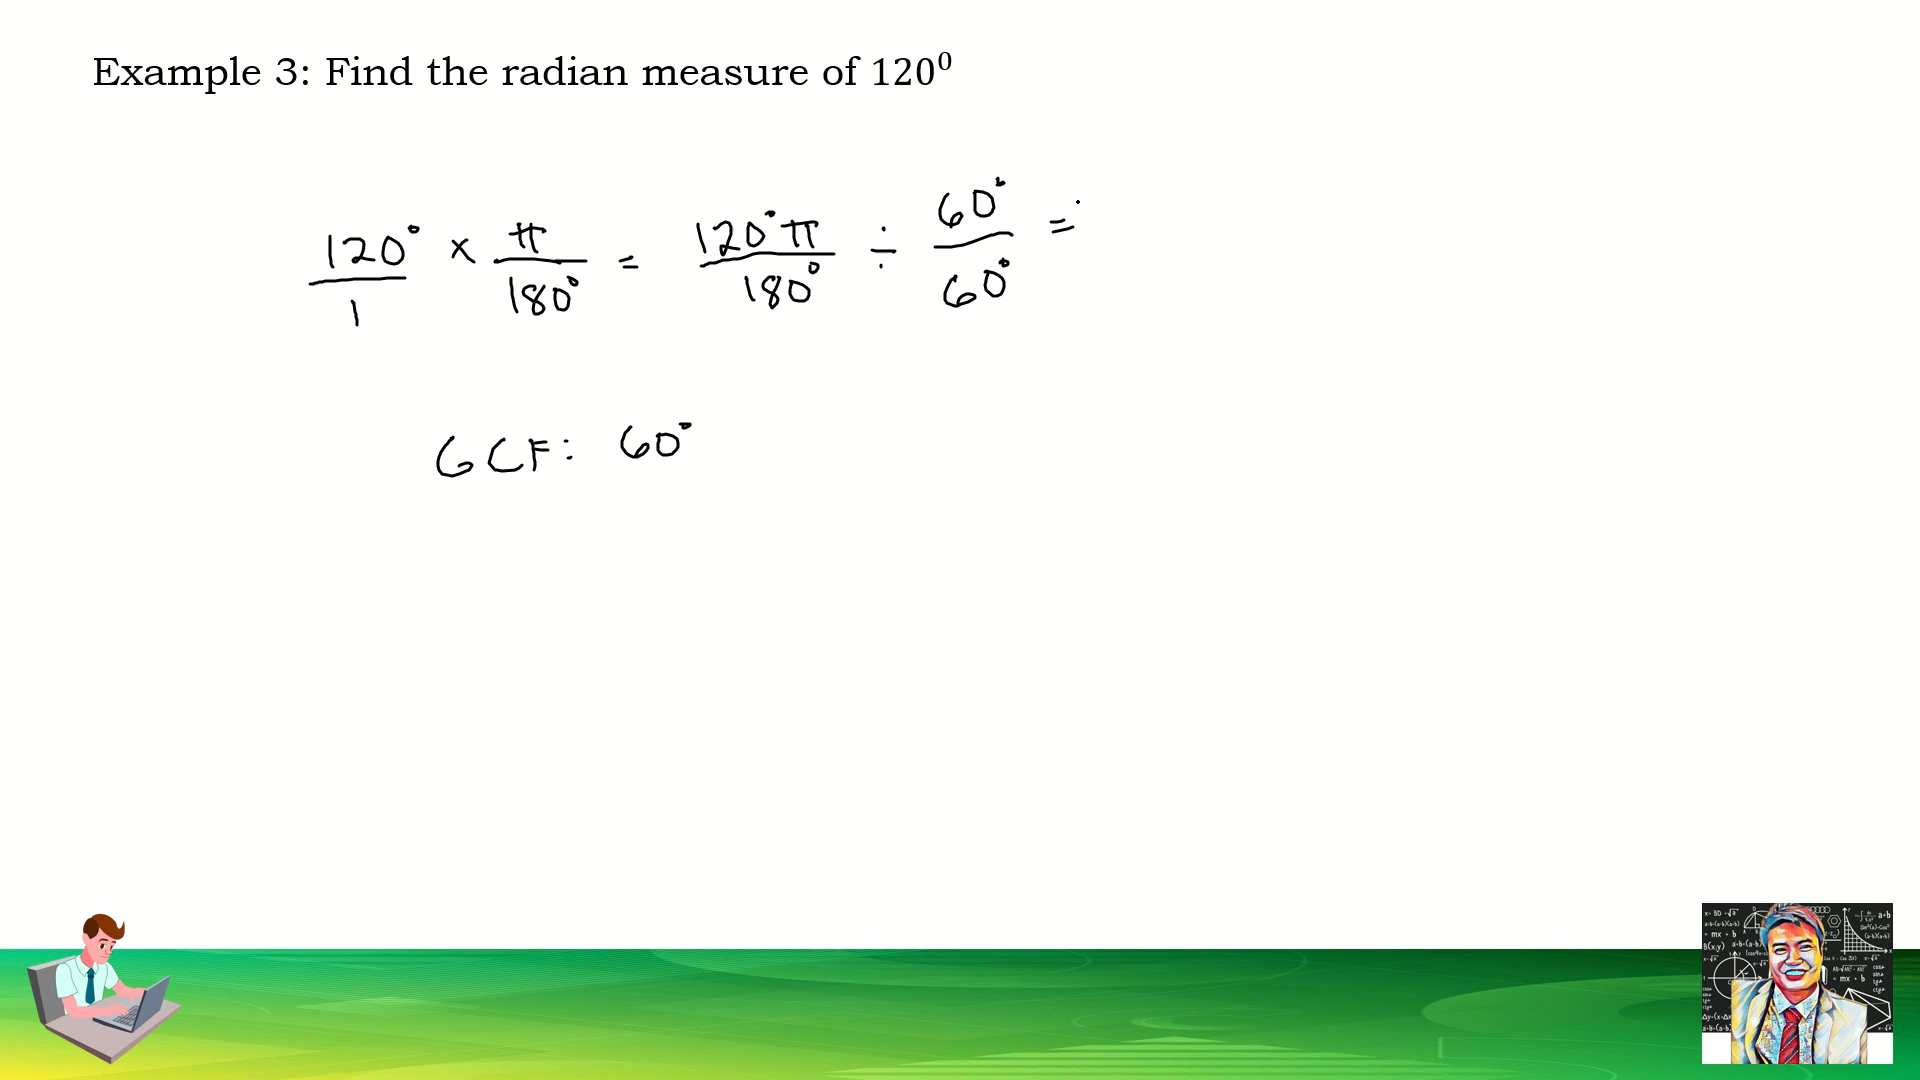 Example 3: Find the radian measure of 120⁰
120°/1 × π/180° = 120°π/180° ÷ 60°/60° =
GCF: 60°